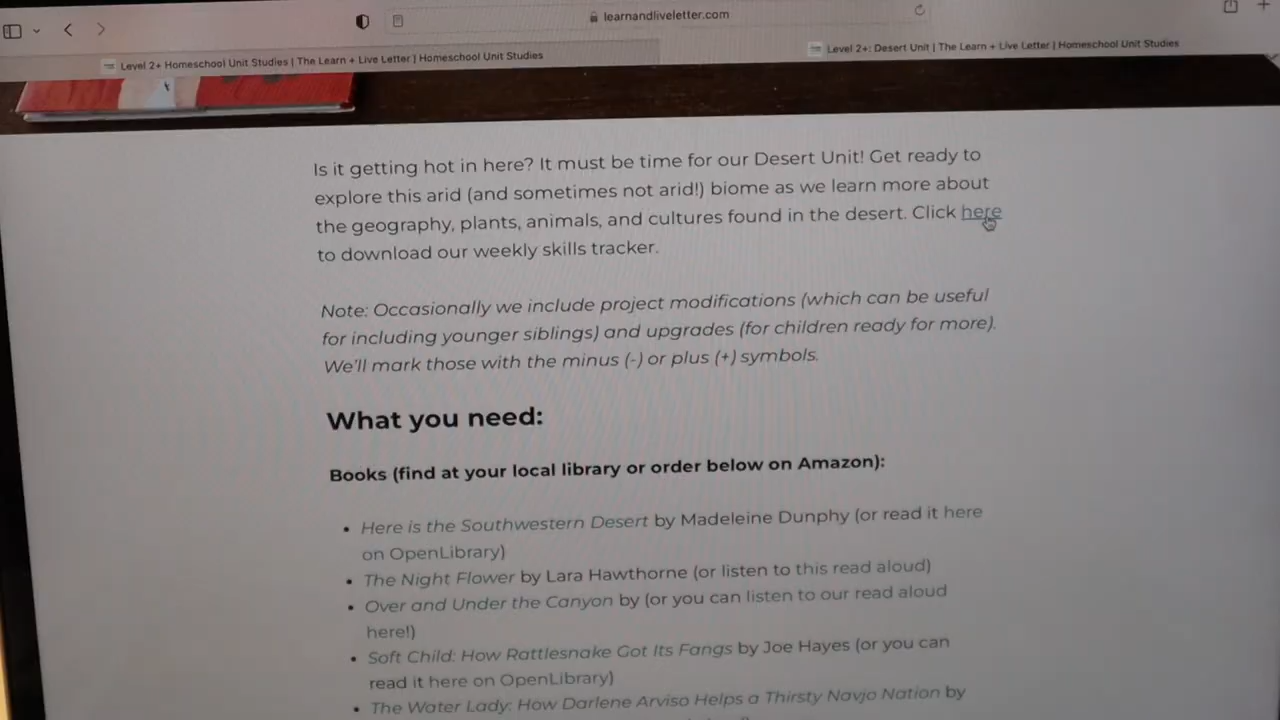 learnandliveletter.com
Level 2+ Homeschool Unit Studies | The Learn + Live Letter | Homeschool Unit Studies
Level 2+: Desert Unit | The Learn + Live Letter | Homeschool Unit Studies
Is it getting hot in here? It must be time for our Desert Unit! Get ready to
explore this arid (and sometimes not arid!) biome as we learn more about
the geography, plants, animals, and cultures found in the desert. Click here
to download our weekly skills tracker.
Note: Occasionally we include project modifications (which can be useful
for including younger siblings) and upgrades (for children ready for more).
We'll mark those with the minus (-) or plus (+) symbols.
What you need:
Books (find at your local library or order below on Amazon):
• Here is the Southwestern Desert by Madeleine Dunphy (or read it here
on OpenLibrary)
• The Night Flower by Lara Hawthorne (or listen to this read aloud)
• Over and Under the Canyon by (or you can listen to our read aloud
here!)
• Soft Child: How Rattlesnake Got Its Fangs by Joe Hayes (or you can
read it here on OpenLibrary)
• The Water Lady: How Darlene Arviso Helps a Thirsty Navjo Nation by